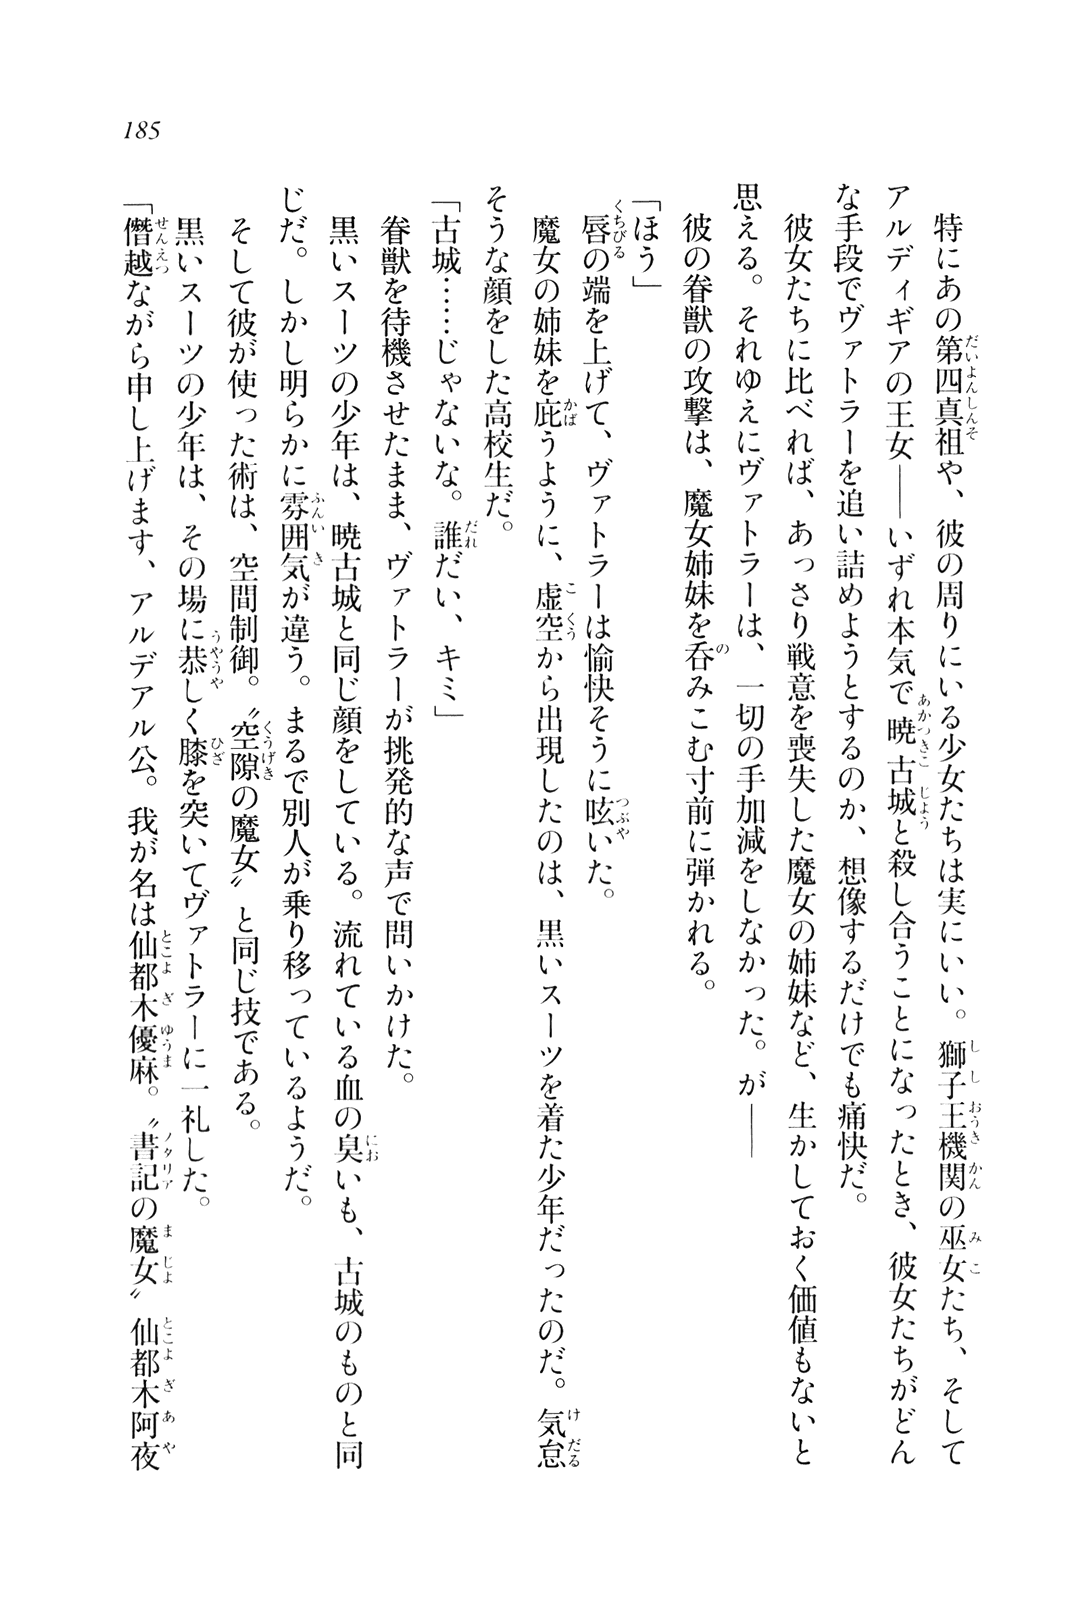 185
特にあの第四真祖や、彼の周りにいる少女たちは実にいい。獅子王機関の巫女たち、そして
アルディギアの王女――いずれ本気で暁古城と殺し合うことになったとき、彼女たちがどん
な手段でヴァトラーを追い詰めようとするのか、想像するだけでも痛快だ。
彼女たちに比べれば、あっさり戦意を喪失した魔女の姉妹など、生かしておく価値もないと
思える。それゆえにヴァトラーは、一切の手加減をしなかった。が――
彼の眷獣の攻撃は、魔女姉妹を呑みこむ寸前に弾かれる。
「ほう」
唇の端を上げて、ヴァトラーは愉快そうに呟いた。
魔女の姉妹を庇うように、虚空から出現したのは、黒いスーツを着た少年だったのだ。気怠
そうな顔をした高校生だ。
「古城……じゃないな。誰だい、キミ」
眷獣を待機させたまま、ヴァトラーが挑発的な声で問いかけた。
黒いスーツの少年は、暁古城と同じ顔をしている。流れている血の臭いも、古城のものと同
じだ。しかし明らかに雰囲気が違う。まるで別人が乗り移っているようだ。
そして彼が使った術は、空間制御。〝空隙の魔女〟と同じ技である。
黒いスーツの少年は、その場に恭しく膝を突いてヴァトラーに一礼した。
「僭越ながら申し上げます、アルデアル公。我が名は仙都木優麻。〝書記の魔女〟仙都木阿夜